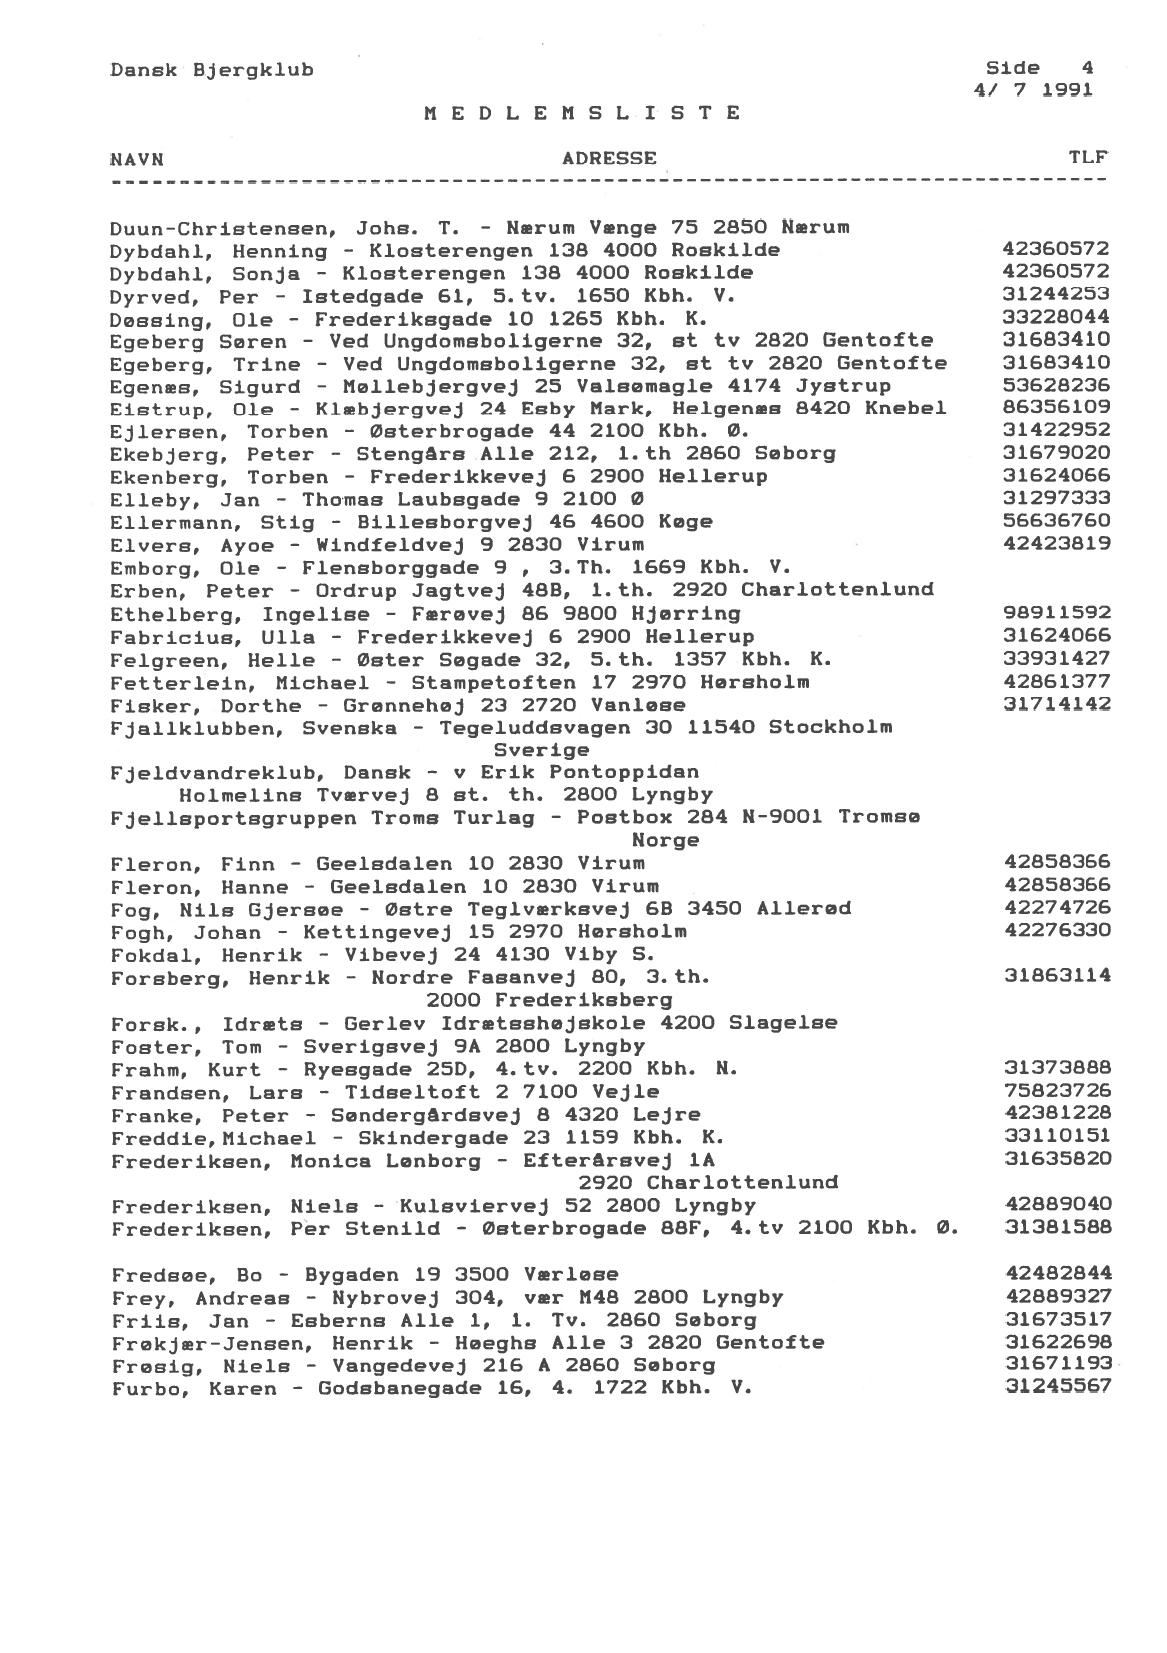 Dansk Bjergklub Side 4
4/ 7 1991
M E D L E M S L I S T E
NAVN ADRESSE TLF
-------------------------------------------------------------------------
Duun-Christensen, Johs. T. - Nærum Vænge 75 2850 Nærum
Dybdahl, Henning - Klosterengen 138 4000 Roskilde 42360572
Dybdahl, Sonja - Klosterengen 138 4000 Roskilde 42360572
Dyrved, Per - Istedgade 61, 5.tv. 1650 Kbh. V. 31244253
Døssing, Ole - Frederiksgade 10 1265 Kbh. K. 33228044
Egeberg Søren - Ved Ungdomsboligerne 32, st tv 2820 Gentofte 31683410
Egeberg, Trine - Ved Ungdomsboligerne 32, st tv 2820 Gentofte 31683410
Egenæs, Sigurd - Møllebjergvej 25 Valsømagle 4174 Jystrup 53628236
Eistrup, Ole - Klæbjergvej 24 Esby Mark, Helgenæs 8420 Knebel 86356109
Ejlersen, Torben - Østerbrogade 44 2100 Kbh. Ø. 31422952
Ekebjerg, Peter - Stengårs Alle 212, 1.th 2860 Søborg 31679020
Ekenberg, Torben - Frederikkevej 6 2900 Hellerup 31624066
Elleby, Jan - Thomas Laubsgade 9 2100 Ø 31297333
Ellermann, Stig - Billesborgvej 46 4600 Køge 56636760
Elvers, Ayoe - Windfeldvej 9 2830 Virum 42423819
Emborg, Ole - Flensborggade 9 , 3.Th. 1669 Kbh. V.
Erben, Peter - Ordrup Jagtvej 48B, 1.th. 2920 Charlottenlund
Ethelberg, Ingelise - Færøvej 86 9800 Hjørring 98911592
Fabricius, Ulla - Frederikkevej 6 2900 Hellerup 31624066
Felgreen, Helle - Øster Søgade 32, 5.th. 1357 Kbh. K. 33931427
Fetterlein, Michael - Stampetoften 17 2970 Hørsholm 42861377
Fisker, Dorthe - Grønnehøj 23 2720 Vanløse 31714142
Fjallklubben, Svenska - Tegeluddsvagen 30 11540 Stockholm
Sverige
Fjeldvandreklub, Dansk - v Erik Pontoppidan
Holmelins Tværvej 8 st. th. 2800 Lyngby
Fjellsportsgruppen Troms Turlag - Postbox 284 N-9001 Tromsø
Norge
Fleron, Finn - Geelsdalen 10 2830 Virum 42858366
Fleron, Hanne - Geelsdalen 10 2830 Virum 42858366
Fog, Nils Gjersøe - Østre Teglværksvej 6B 3450 Allerød 42274726
Fogh, Johan - Kettingevej 15 2970 Hørsholm 42276330
Fokdal, Henrik - Vibevej 24 4130 Viby S.
Forsberg, Henrik - Nordre Fasanvej 80, 3.th. 31863114
2000 Frederiksberg
Forsk., Idræts - Gerlev Idrætsshøjskole 4200 Slagelse
Foster, Tom - Sverigsvej 9A 2800 Lyngby
Frahm, Kurt - Ryesgade 25D, 4.tv. 2200 Kbh. N. 31373888
Frandsen, Lars - Tidseltoft 2 7100 Vejle 75823726
Franke, Peter - Søndergårdsvej 8 4320 Lejre 42381228
Freddie,Michael - Skindergade 23 1159 Kbh. K. 33110151
Frederiksen, Monica Lønborg - Efterårsvej 1A 31635820
2920 Charlottenlund
Frederiksen, Niels - Kulsviervej 52 2800 Lyngby 42889040
Frederiksen, Per Stenild - Østerbrogade 88F, 4.tv 2100 Kbh. Ø. 31381588
Fredsøe, Bo - Bygaden 19 3500 Værløse 42482844
Frey, Andreas - Nybrovej 304, vær M48 2800 Lyngby 42889327
Friis, Jan - Esberns Alle 1, 1. Tv. 2860 Søborg 31673517
Frøkjær-Jensen, Henrik - Høeghs Alle 3 2820 Gentofte 31622698
Frøsig, Niels - Vangedevej 216 A 2860 Søborg 31671193
Furbo, Karen - Godsbanegade 16, 4. 1722 Kbh. V. 31245567